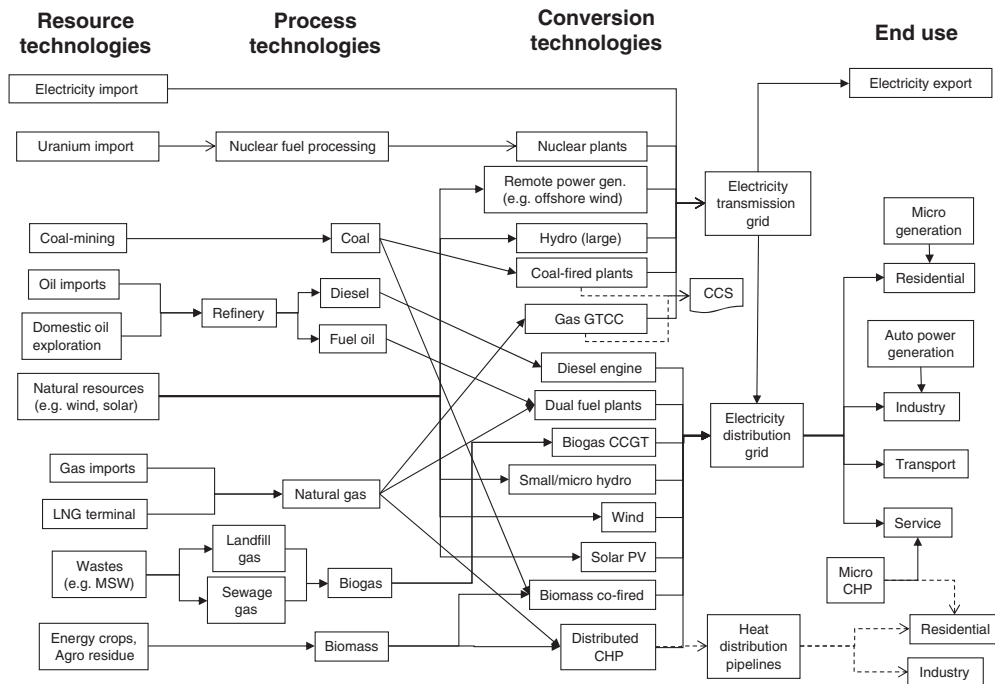 Resource
technologies
Process
technologies
Conversion
technologies
End use
Electricity import
Electricity export
Uranium import
Nuclear fuel processing
Nuclear plants
Remote power gen.
(e.g. offshore wind)
Electricity
transmission
grid
Micro
generation
Coal-mining
Coal
Hydro (large)
Coal-fired plants
Residential
Oil imports
Diesel
CCS
Refinery
Gas GTCC
Domestic oil
exploration
Fuel oil
Auto power
generation
Diesel engine
Natural resources
(e.g. wind, solar)
Dual fuel plants
Industry
Electricity
distribution
grid
Biogas CCGT
Gas imports
Transport
Natural gas
Small/micro hydro
LNG terminal
Wind
Service
Landfill
gas
Solar PV
Wastes
(e.g. MSW)
Biogas
Sewage
gas
Micro
CHP
Biomass co-fired
Residential
Energy crops,
Agro residue
Biomass
Distributed
CHP
Heat
distribution
pipelines
Industry